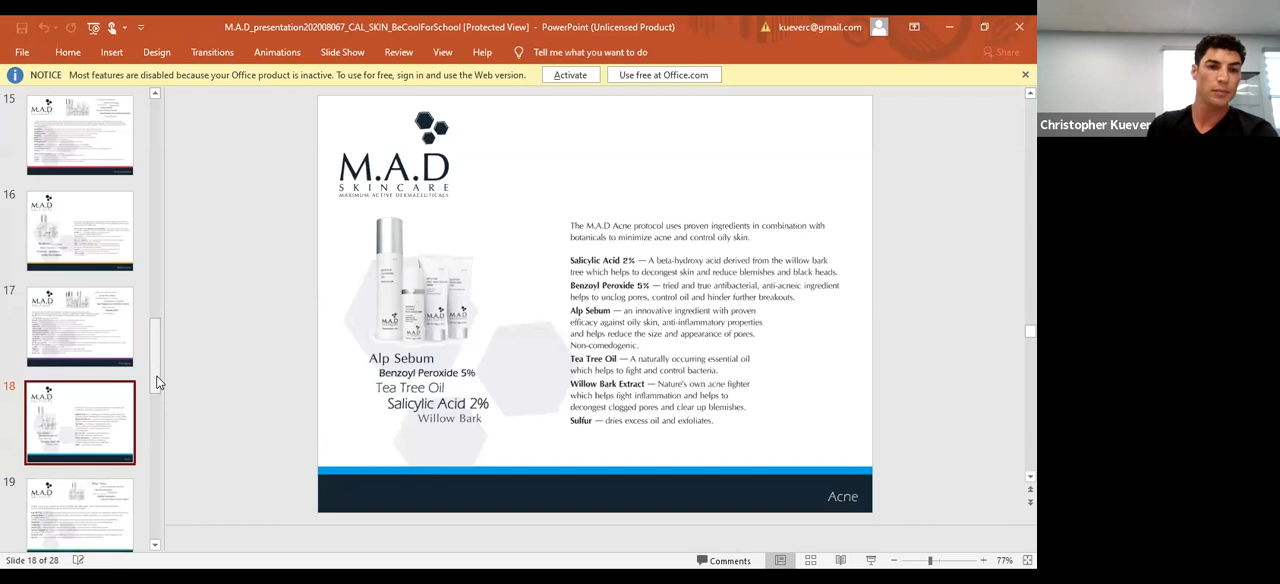 M.A.D_presentation202008067_CAL_SKIN_BeCoolForSchool [Protected View] - PowerPoint (Unlicensed Product)
kueverc@gmail.com
File Home Insert Design Transitions Animations Slide Show Review View Help Tell me what you want to do Share
NOTICE Most features are disabled because your Office product is inactive. To use for free, sign in and use the Web version. Activate Use free at Office.com
Christopher Kuever
15
M.A.D
16
M.A.D
17
M.A.D
18
M.A.D
19
M.A.D
M.A.D
SKINCARE
MAXIMUM ACTIVE DERMACEUTICALS
Alp Sebum
Benzoyl Peroxide 5%
Tea Tree Oil
Salicylic Acid 2%
Willow Bark
The M.A.D Acne protocol uses proven ingredients in combination with
botanicals to minimize acne and control oily skin.
Salicylic Acid 2% — A beta-hydroxy acid derived from the willow bark
tree which helps to decongest skin and reduce blemishes and black heads.
Benzoyl Peroxide 5% — tried and true antibacterial, anti-acneic ingredient
helps to unclog pores, control oil and hinder further breakouts.
Alp Sebum — an innovative ingredient with proven
efficacy against oily skin, anti-inflammatory properties
and helps reduce the size and appearance of pores.
Non-comedogenic.
Tea Tree Oil — A naturally occurring essential oil
which helps to fight and control bacteria.
Willow Bark Extract — Nature's own acne fighter
which helps fight inflammation and helps to
decongest clogged pores and clear up blemishes.
Sulfur — dries excess oil and exfoliates.
Acne
Slide 18 of 28
Comments
77%